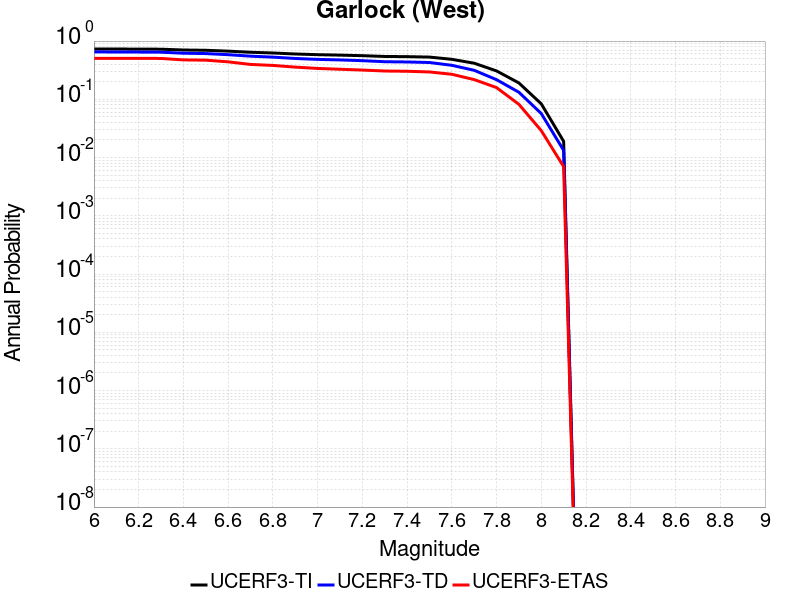 Garlock (West)
Annual Probability
10^0
10^-1
10^-2
10^-3
10^-4
10^-5
10^-6
10^-7
10^-8
6 6.2 6.4 6.6 6.8 7 7.2 7.4 7.6 7.8 8 8.2 8.4 8.6 8.8 9
Magnitude
UCERF3-TI UCERF3-TD UCERF3-ETAS